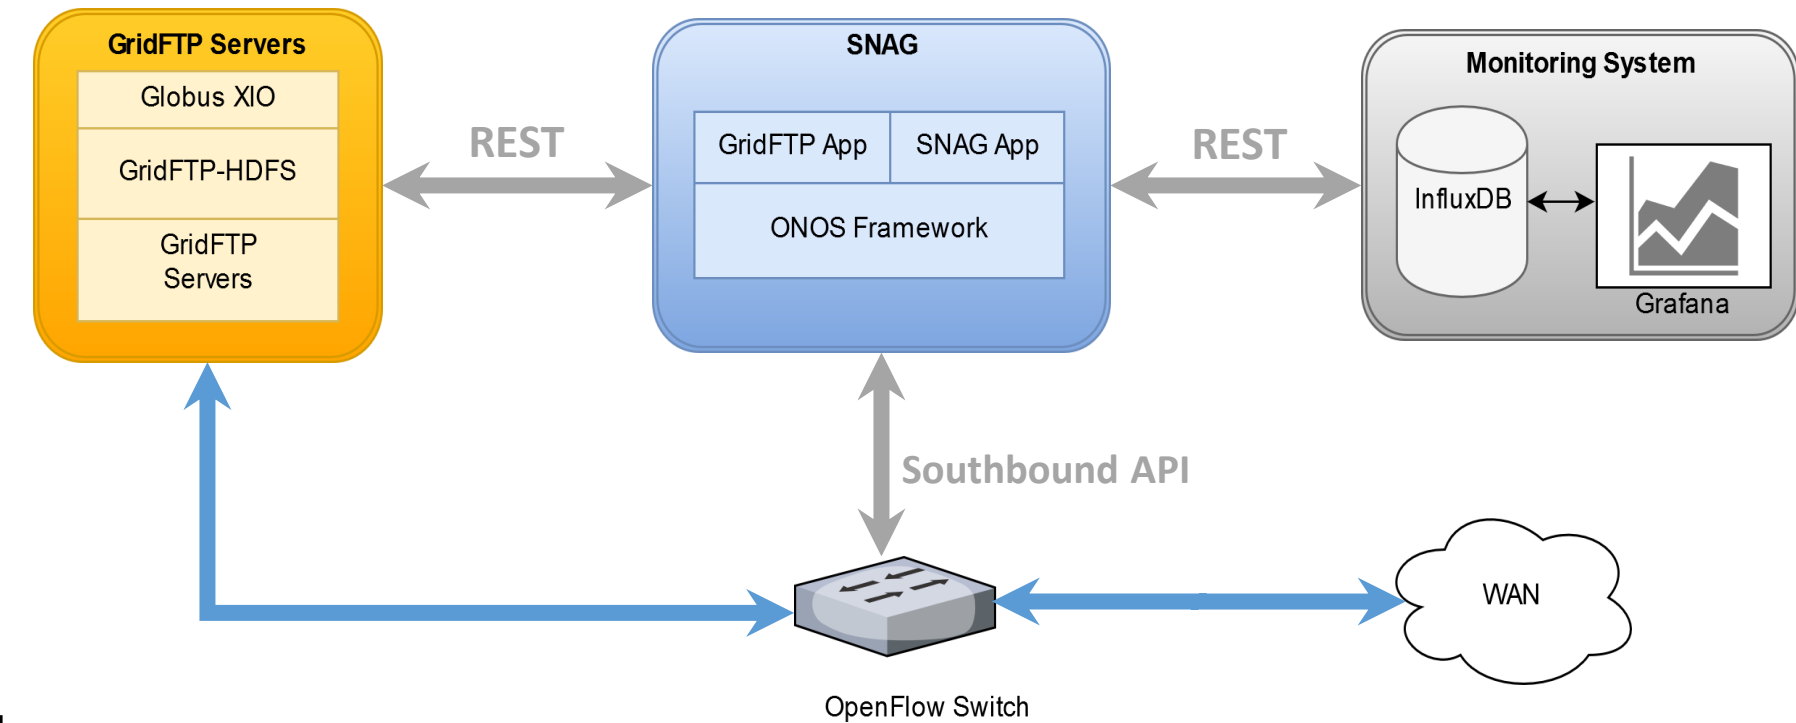 GridFTP Servers
Globus XIO
GridFTP-HDFS
GridFTP
Servers
REST
SNAG
GridFTP App
SNAG App
ONOS Framework
REST
Monitoring System
InfluxDB
Grafana
Southbound API
WAN
OpenFlow Switch